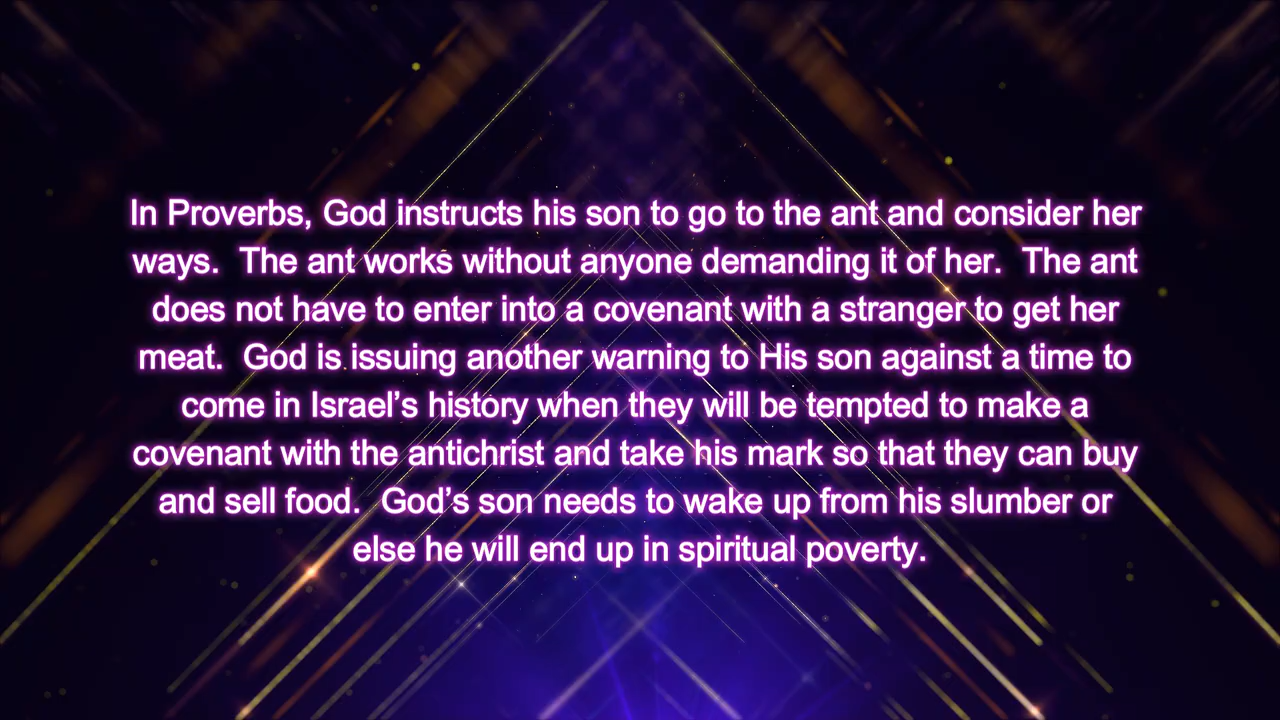 In Proverbs, God instructs his son to go to the ant and consider her
ways.  The ant works without anyone demanding it of her.  The ant
does not have to enter into a covenant with a stranger to get her
meat.  God is issuing another warning to His son against a time to
come in Israel’s history when they will be tempted to make a
covenant with the antichrist and take his mark so that they can buy
and sell food.  God’s son needs to wake up from his slumber or
else he will end up in spiritual poverty.